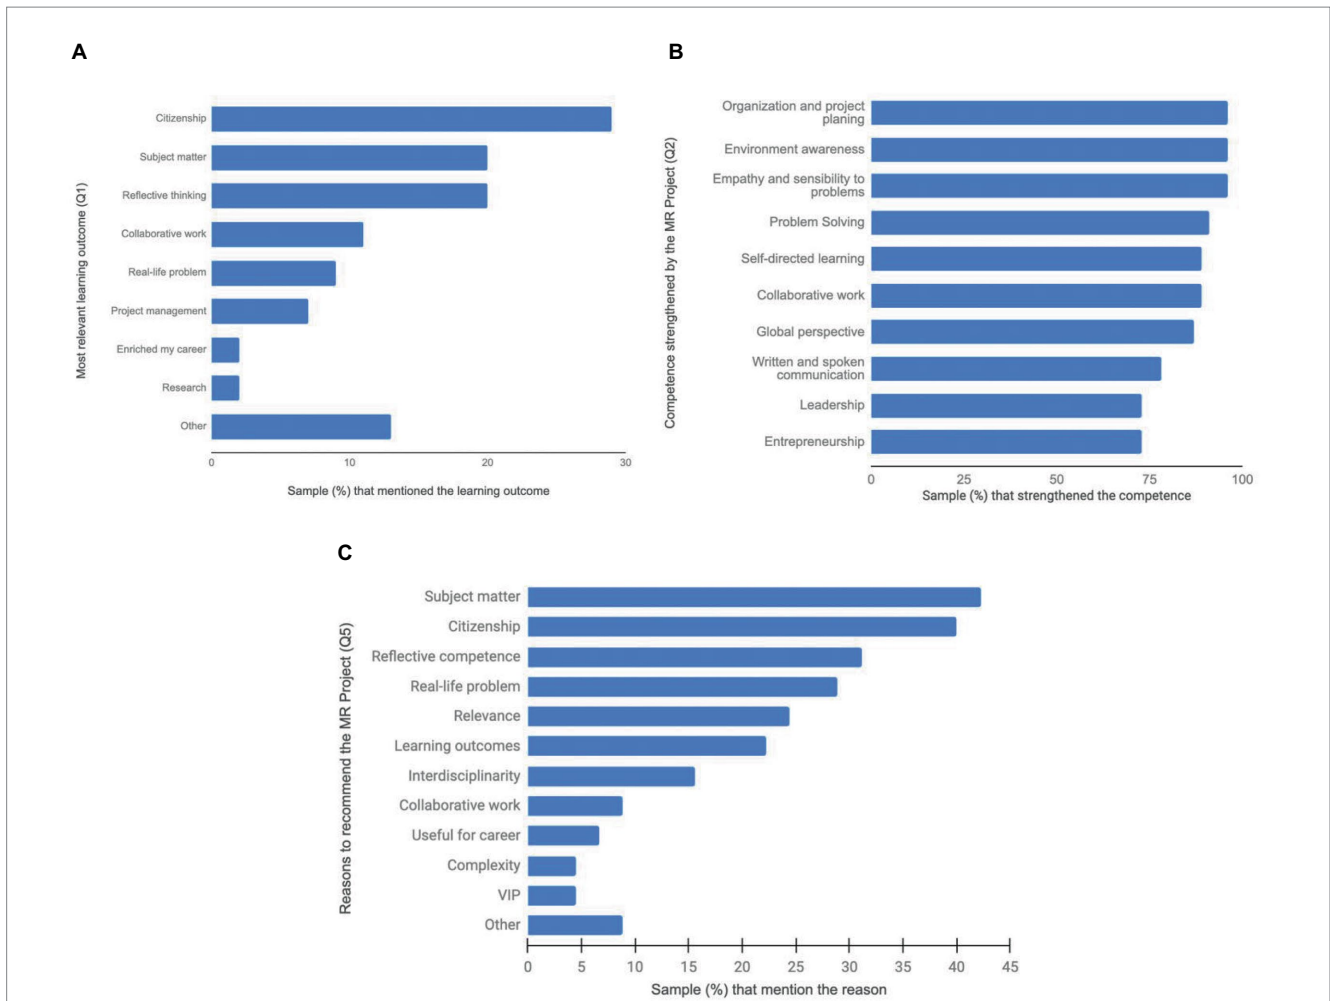 A
Most relevant learning outcome (Q1)
Citizenship
Subject matter
Reflective thinking
Collaborative work
Real-life problem
Project management
Enriched my career
Research
Other
0 10 20 30
Sample (%) that mentioned the learning outcome
B
Competence strengthened by the MR Project (Q2)
Organization and project
planing
Environment awareness
Empathy and sensibility to
problems
Problem Solving
Self-directed learning
Collaborative work
Global perspective
Written and spoken
communication
Leadership
Entrepreneurship
0 25 50 75 100
Sample (%) that strengthened the competence
C
Reasons to recommend the MR Project (Q5)
Subject matter
Citizenship
Reflective competence
Real-life problem
Relevance
Learning outcomes
Interdisciplinarity
Collaborative work
Useful for career
Complexity
VIP
Other
0 5 10 15 20 25 30 35 40 45
Sample (%) that mention the reason